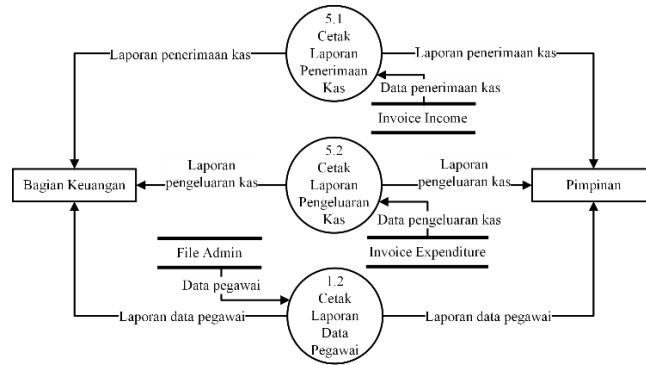 5.1
Cetak
Laporan
Penerimaan
Kas
Laporan penerimaan kas
Laporan penerimaan kas
Data penerimaan kas
Invoice Income
5.2
Cetak
Laporan
Pengeluaran
Kas
Laporan
pengeluaran kas
Laporan
pengeluaran kas
Bagian Keuangan
Pimpinan
Data pengeluaran kas
File Admin
Invoice Expenditure
Data pegawai
1.2
Cetak
Laporan
Data
Pegawai
Laporan data pegawai
Laporan data pegawai